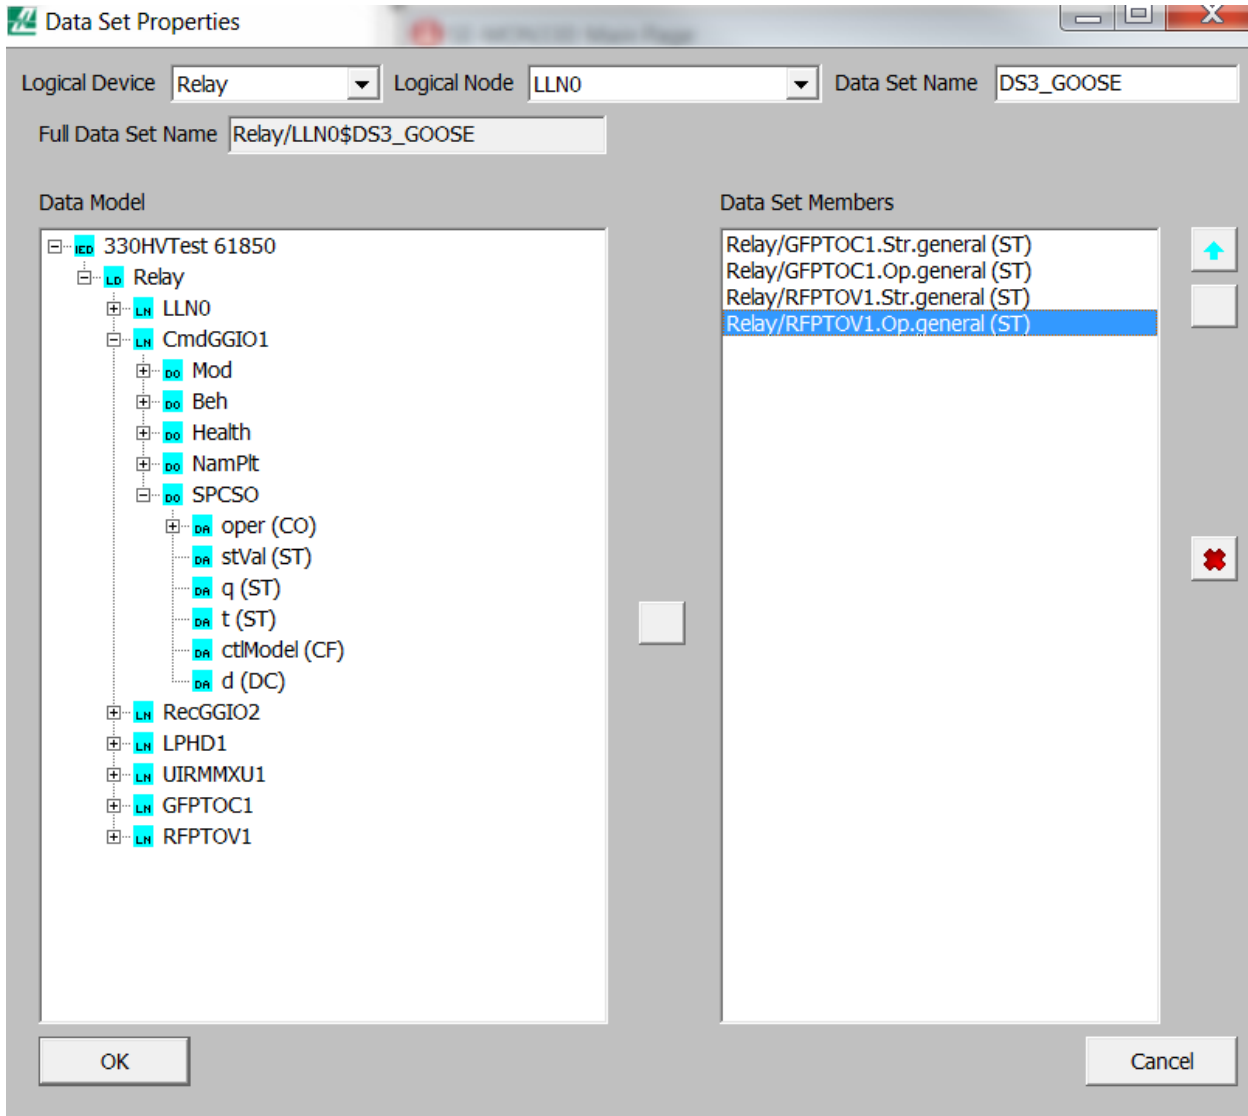 Data Set Properties
Logical Device Relay Logical Node LLN0 Data Set Name DS3_GOOSE
Full Data Set Name Relay/LLN0$DS3_GOOSE
Data Model
IED 330HVTest 61850
LD Relay
LN LLN0
LN CmdGGIO1
DO Mod
DO Beh
DO Health
DO NamPlt
DO SPCSO
DA oper (CO)
DA stVal (ST)
DA q (ST)
DA t (ST)
DA ctlModel (CF)
DA d (DC)
LN RecGGIO2
LN LPHD1
LN UIRMMXU1
LN GFPTOC1
LN RFPTOV1
Data Set Members
Relay/GFPTOC1.Str.general (ST)
Relay/GFPTOC1.Op.general (ST)
Relay/RFPTOV1.Str.general (ST)
Relay/RFPTOV1.Op.general (ST)
OK
Cancel